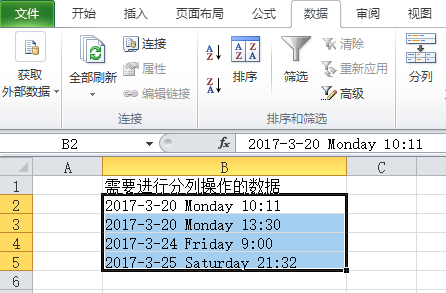 文件 开始 插入 页面布局 公式 数据 审阅 视图
获取
外部数据
全部刷新
连接
属性
编辑链接
连接
排序
筛选
清除
重新应用
高级
排序和筛选
分列
B2 fx 2017-3-20 Monday 10:11
A B C
1 需要进行分列操作的数据
2 2017-3-20 Monday 10:11
3 2017-3-20 Monday 13:30
4 2017-3-24 Friday 9:00
5 2017-3-25 Saturday 21:32
6